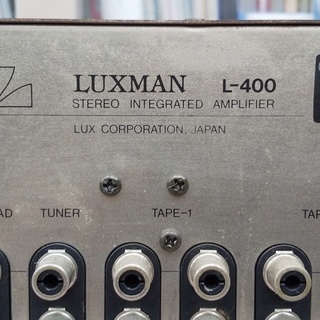 LUXMAN L-400
STEREO INTEGRATED AMPLIFIER
LUX CORPORATION, JAPAN
TUNER TAPE-1